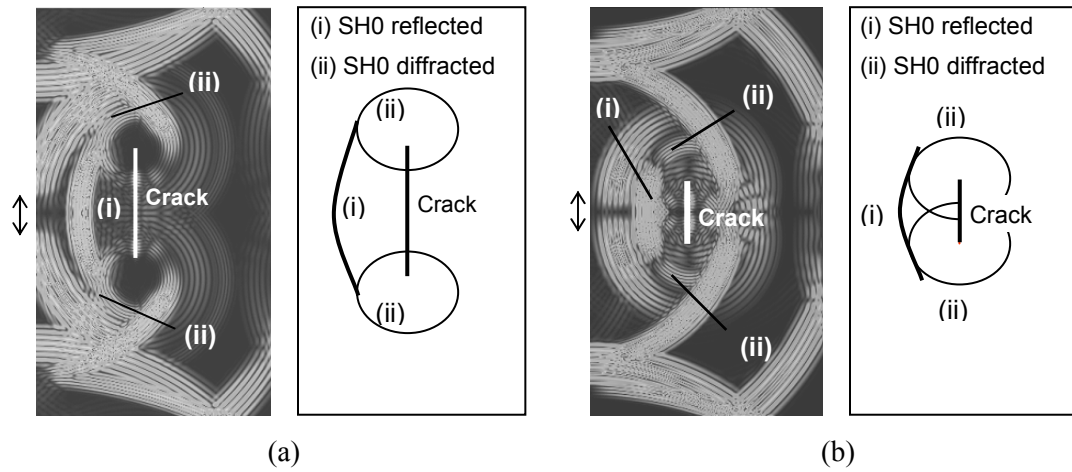 (ii)
Crack
(i)
(ii)
(i) SH0 reflected
(ii) SH0 diffracted
(ii)
(i)
Crack
(ii)
(a)
(i)
(ii)
Crack
(ii)
(i) SH0 reflected
(ii) SH0 diffracted
(ii)
Crack
(i)
(ii)
(b)